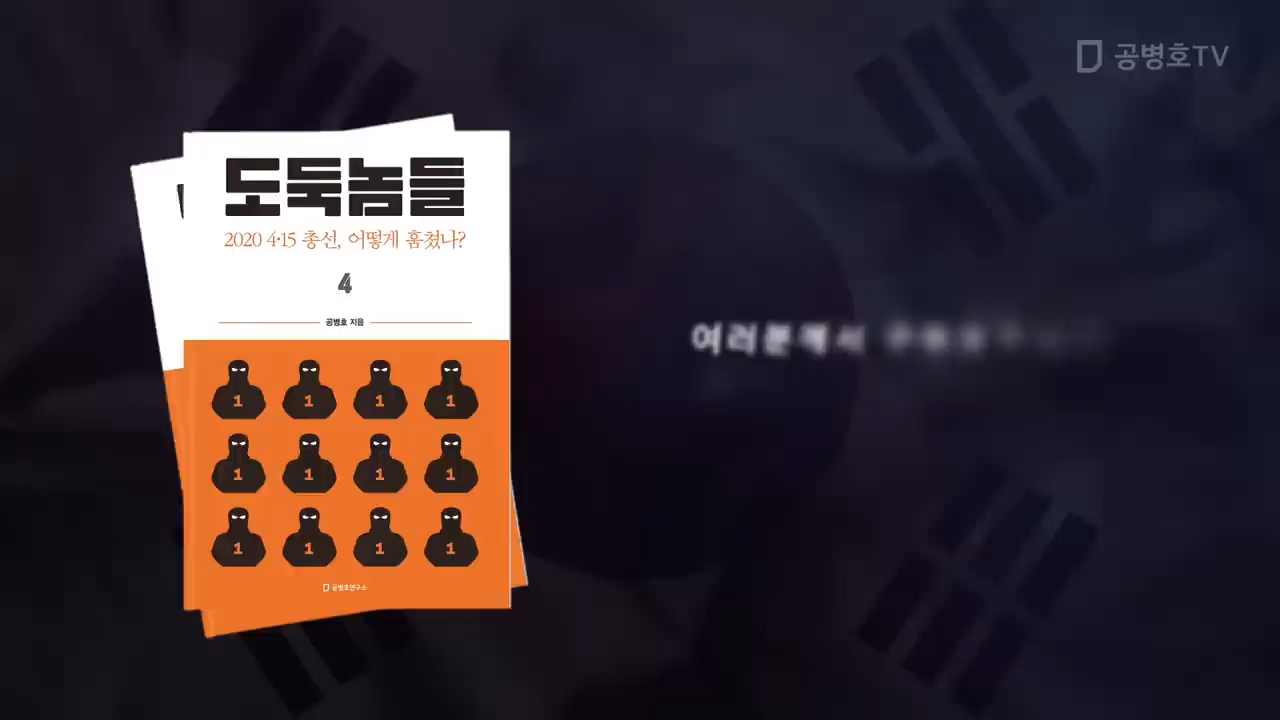 공병호TV
도둑놈들
2020 4·15 총선, 어떻게 훔쳤나?
4
공병호 지음
1 1 1 1
1 1 1 1
1 1 1 1
공병호연구소
여러분께서